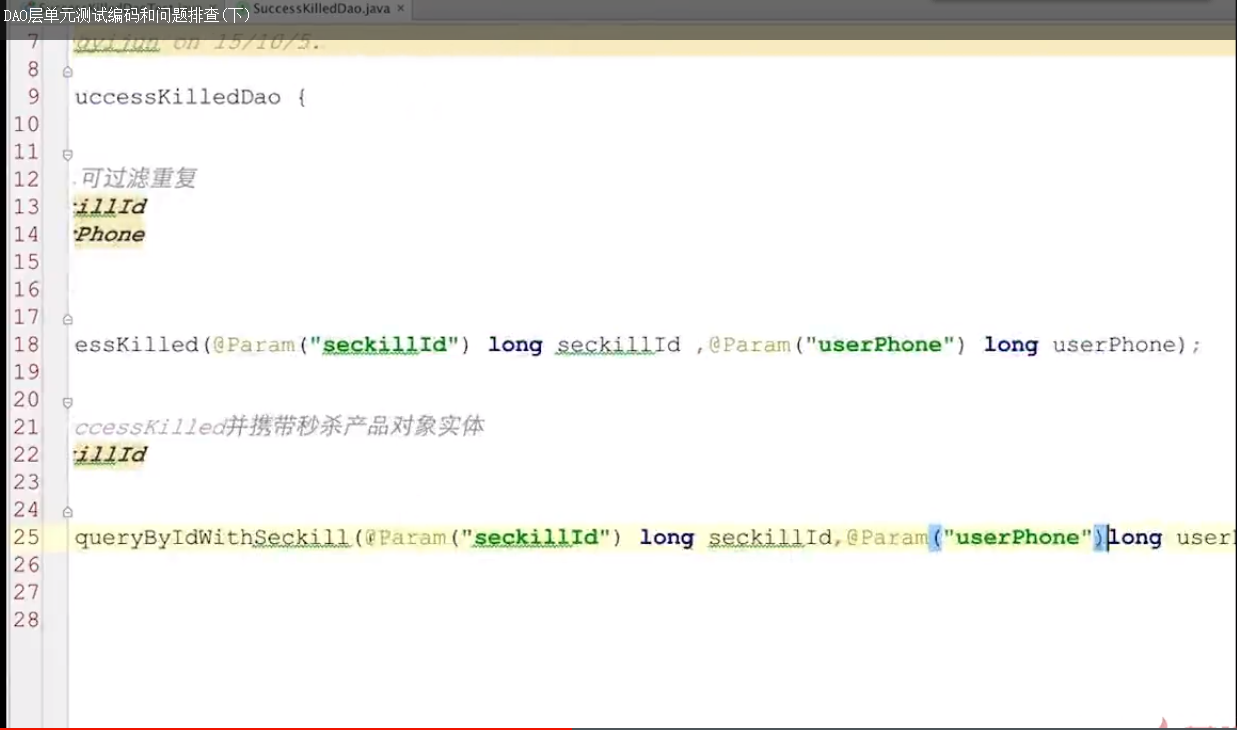 DAO层单元测试编码和问题排查(下)
SuccessKilledDao.java ×
7 on 15/10/5.
8
9 uccessKilledDao {
10
11
12 可过滤重复
13 illId
14 Phone
15
16
17
18 essKilled(@Param("seckillId") long seckillId ,@Param("userPhone") long userPhone);
19
20
21 ccessKilled并携带秒杀产品对象实体
22 illId
23
24
25 queryByIdWithSeckill(@Param("seckillId") long seckillId,@Param("userPhone")long user
26
27
28